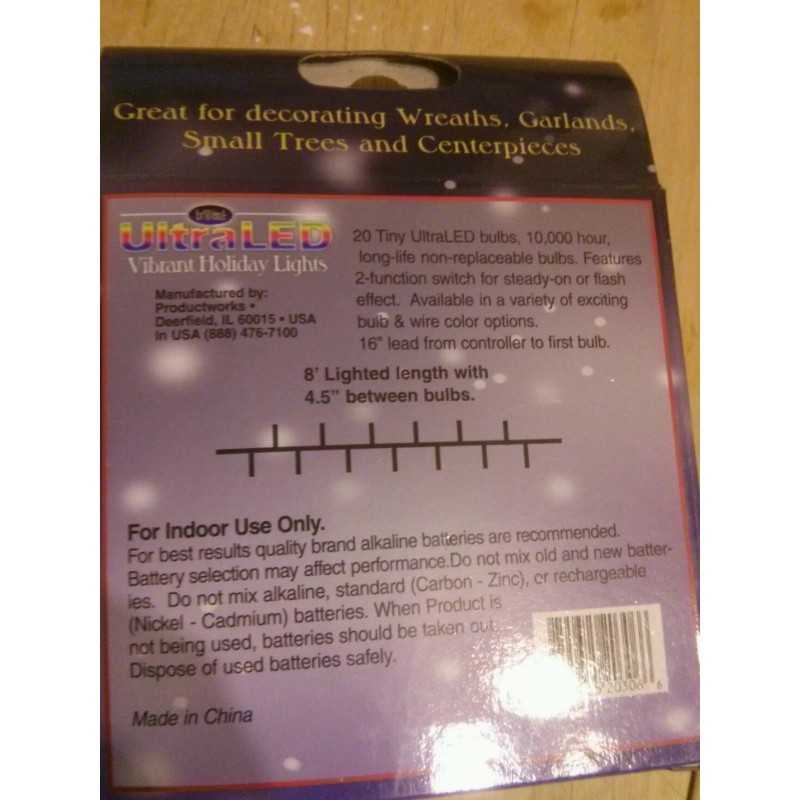 Great for decorating Wreaths, Garlands,
Small Trees and Centerpieces
UltraLED
Vibrant Holiday Lights
Manufactured by:
Productworks •
Deerfield, IL 60015 • USA
In USA (888) 476-7100
20 Tiny UltraLED bulbs, 10,000 hour,
long-life non-replaceable bulbs. Features
2-function switch for steady-on or flash
effect. Available in a variety of exciting
bulb & wire color options.
16" lead from controller to first bulb.
8' Lighted length with
4.5" between bulbs.
For Indoor Use Only.
For best results quality brand alkaline batteries are recommended.
Battery selection may affect performance.Do not mix old and new batter-
ies. Do not mix alkaline, standard (Carbon - Zinc), or rechargeable
(Nickel - Cadmium) batteries. When Product is
not being used, batteries should be taken out.
Dispose of used batteries safely.
20306 6
Made in China